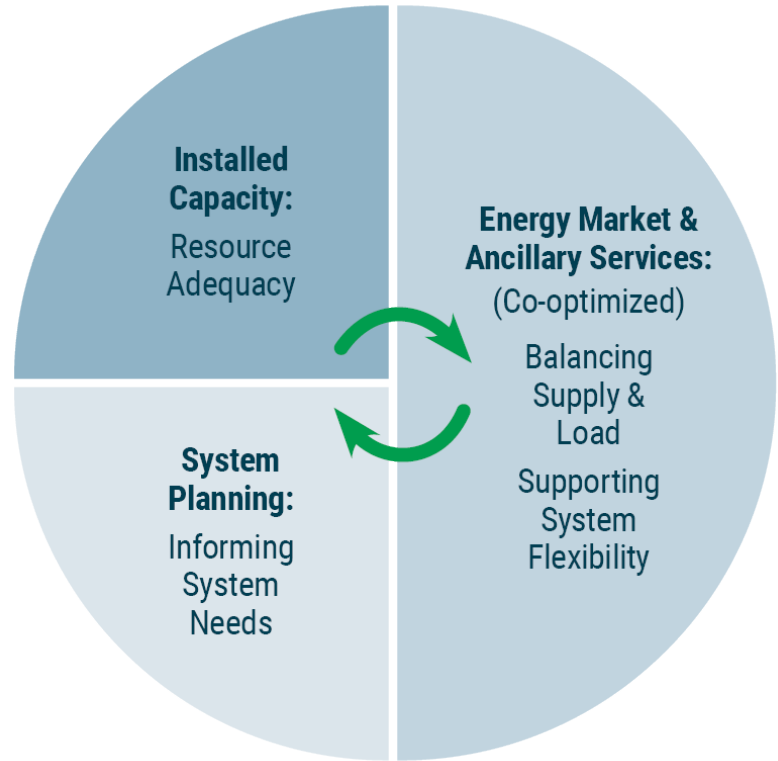 Installed
Capacity:
Resource
Adequacy
Energy Market &
Ancillary Services:
(Co-optimized)
Balancing
Supply &
Load
Supporting
System
Flexibility
System
Planning:
Informing
System
Needs